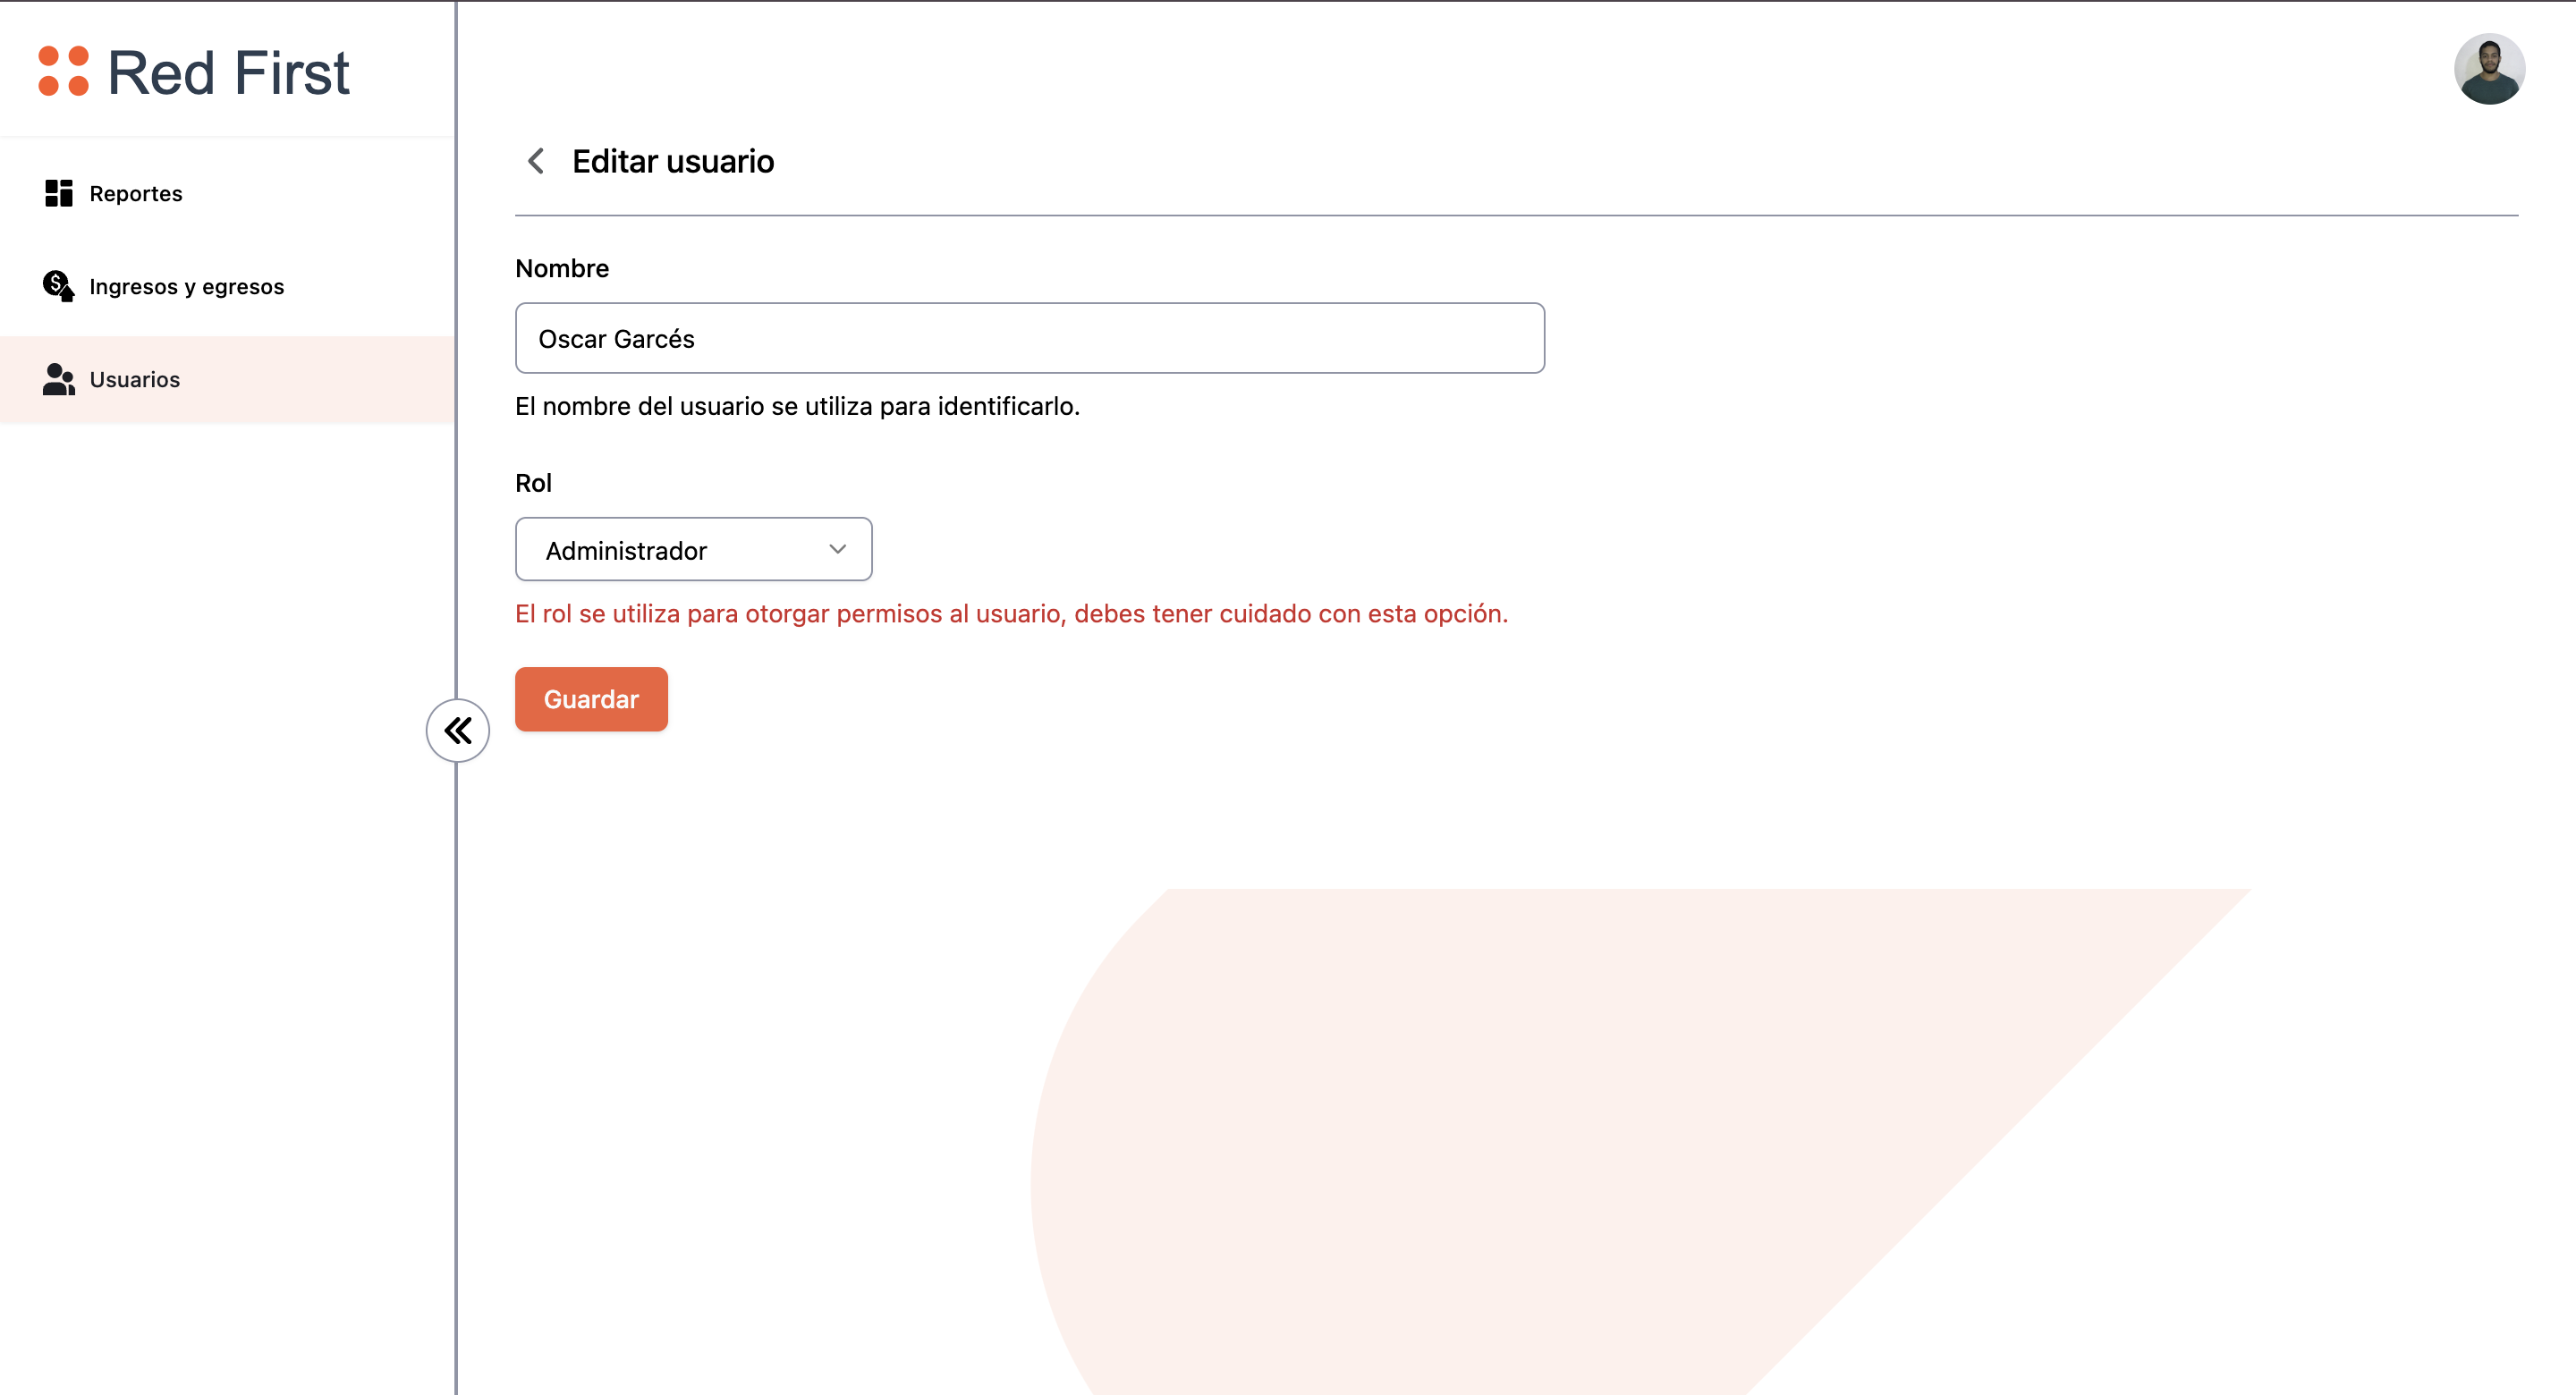 Red First
Reportes
Ingresos y egresos
Usuarios
Editar usuario
Nombre
Oscar Garcés
El nombre del usuario se utiliza para identificarlo.
Rol
Administrador
El rol se utiliza para otorgar permisos al usuario, debes tener cuidado con esta opción.
Guardar